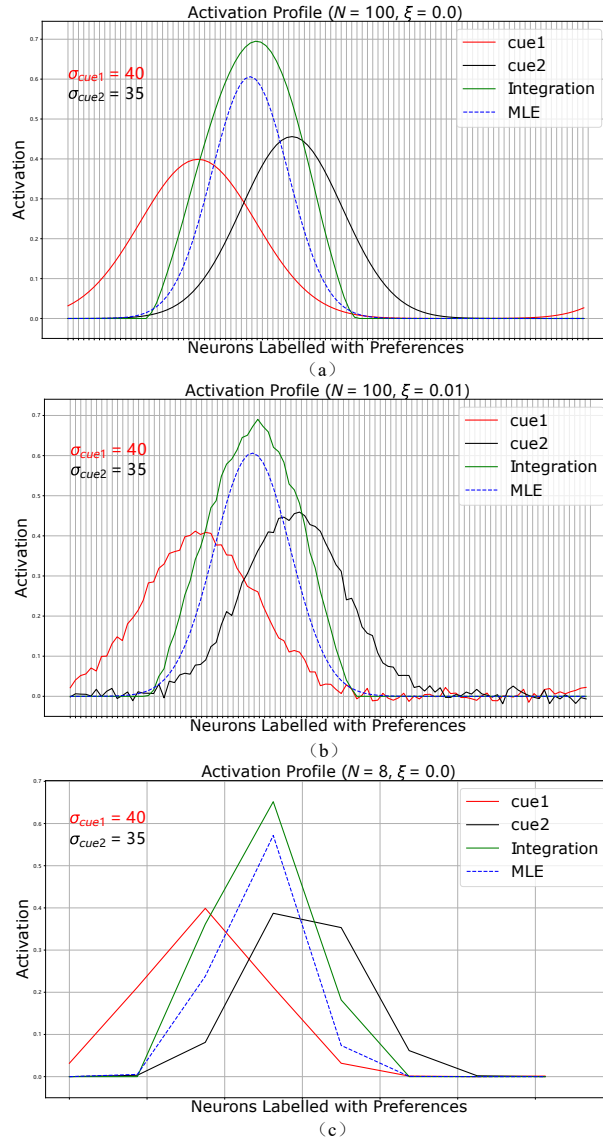 Activation Profile (N = 100, ξ = 0.0)
0.7
0.6
0.5
0.4
0.3
0.2
0.1
0.0
Activation
σcue1 = 40
σcue2 = 35
cue1
cue2
Integration
MLE
Neurons Labelled with Preferences
(a)
Activation Profile (N = 100, ξ = 0.01)
0.7
0.6
0.5
0.4
0.3
0.2
0.1
0.0
Activation
σcue1 = 40
σcue2 = 35
cue1
cue2
Integration
MLE
Neurons Labelled with Preferences
(b)
Activation Profile (N = 8, ξ = 0.0)
0.7
0.6
0.5
0.4
0.3
0.2
0.1
0.0
Activation
σcue1 = 40
σcue2 = 35
cue1
cue2
Integration
MLE
Neurons Labelled with Preferences
(c)